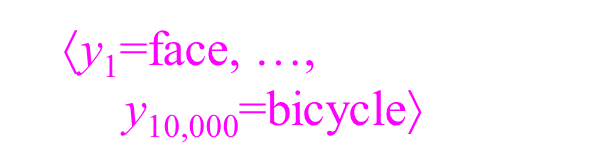 ⟨y₁=face, …,
y₁₀,₀₀₀=bicycle⟩